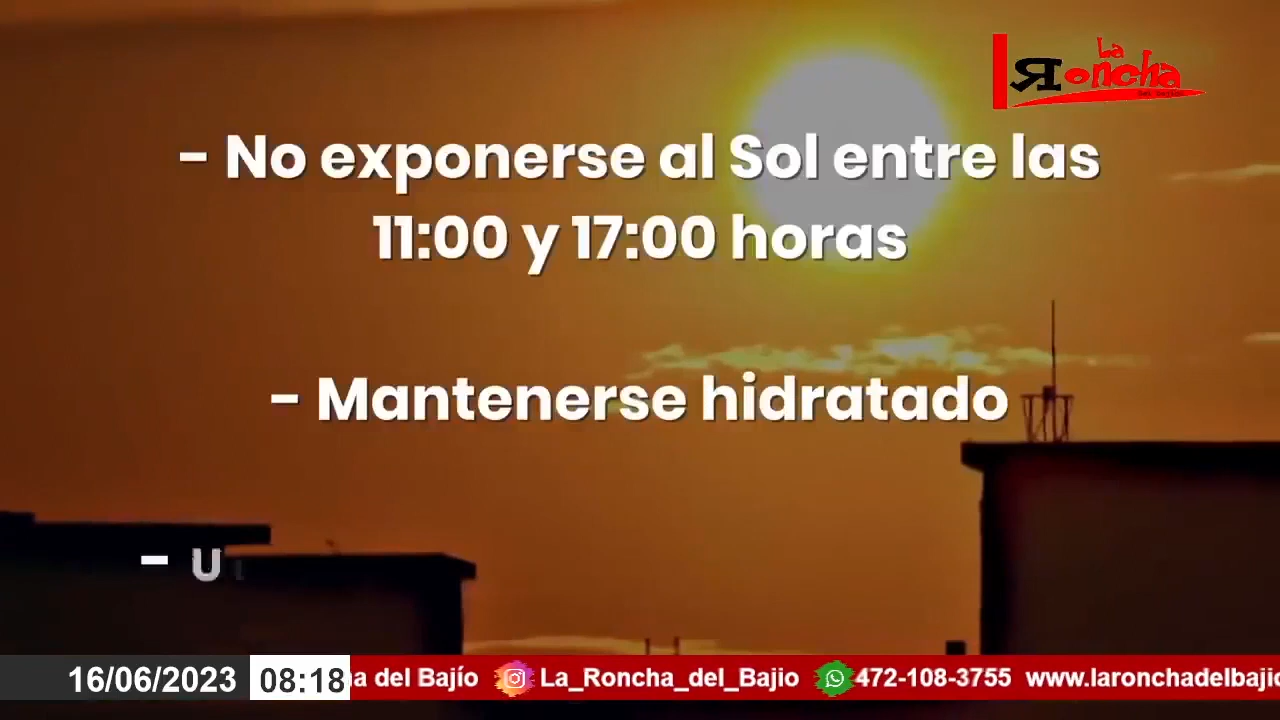 La
Roncha
- No exponerse al Sol entre las
11:00 y 17:00 horas
- Mantenerse hidratado
- U
16/06/2023 08:18 a del Bajío La_Roncha_del_Bajio 472-108-3755 www.laronchadelbajio